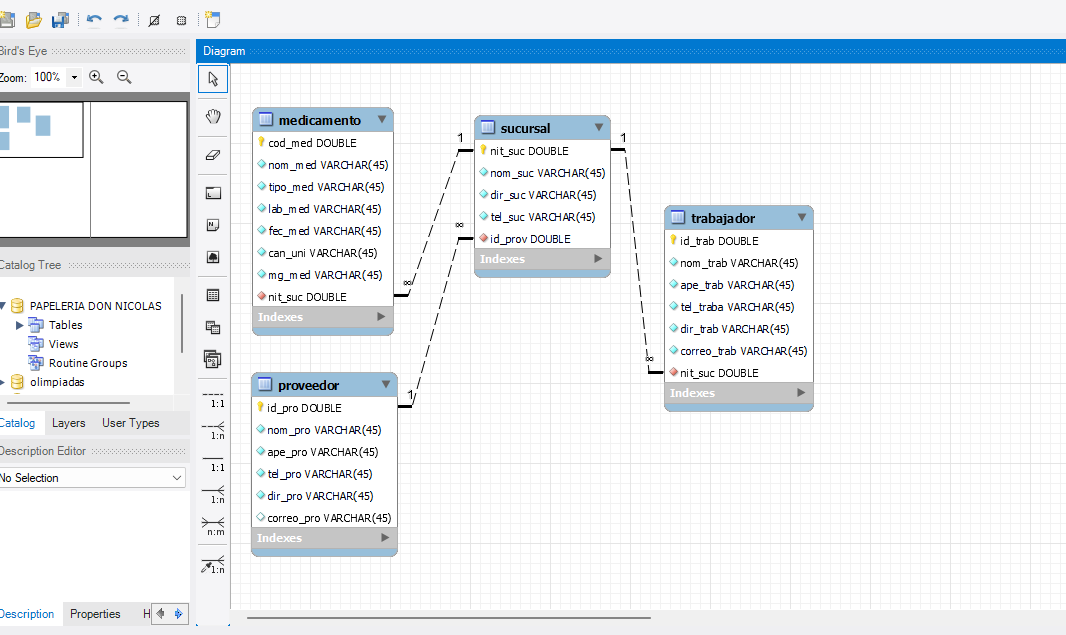 Bird's Eye
Zoom: 100%
Catalog Tree
PAPELERIA DON NICOLAS
Tables
Views
Routine Groups
olimpiadas
Catalog Layers User Types
Description Editor
No Selection
Description Properties H
Diagram
1:1
1:n
1:1
1:n
n:m
1:n
medicamento
cod_med DOUBLE
nom_med VARCHAR(45)
tipo_med VARCHAR(45)
lab_med VARCHAR(45)
fec_med VARCHAR(45)
can_uni VARCHAR(45)
mg_med VARCHAR(45)
nit_suc DOUBLE
Indexes
∞
1
proveedor
id_pro DOUBLE
nom_pro VARCHAR(45)
ape_pro VARCHAR(45)
tel_pro VARCHAR(45)
dir_pro VARCHAR(45)
correo_pro VARCHAR(45)
Indexes
1
∞
sucursal
nit_suc DOUBLE
nom_suc VARCHAR(45)
dir_suc VARCHAR(45)
tel_suc VARCHAR(45)
id_prov DOUBLE
Indexes
1
∞
trabajador
id_trab DOUBLE
nom_trab VARCHAR(45)
ape_trab VARCHAR(45)
tel_traba VARCHAR(45)
dir_trab VARCHAR(45)
correo_trab VARCHAR(45)
nit_suc DOUBLE
Indexes